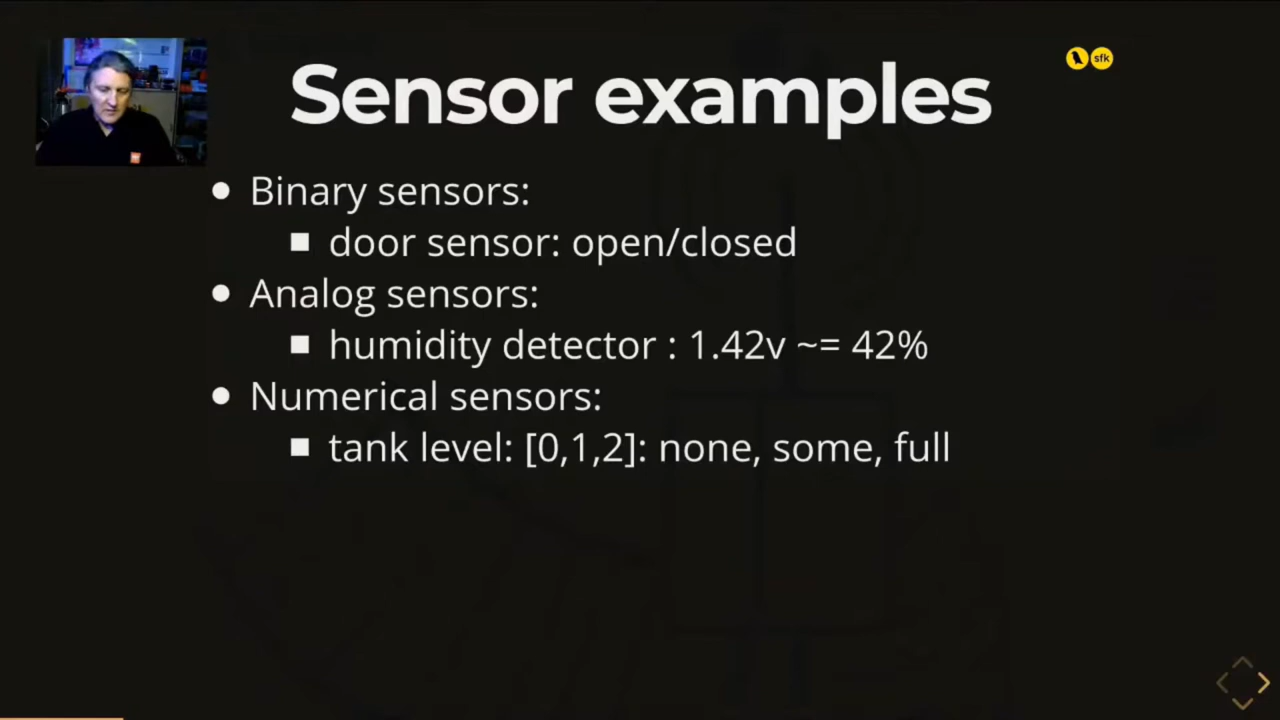 Sensor examples
sfk
Binary sensors:
door sensor: open/closed
Analog sensors:
humidity detector : 1.42v ~= 42%
Numerical sensors:
tank level: [0,1,2]: none, some, full